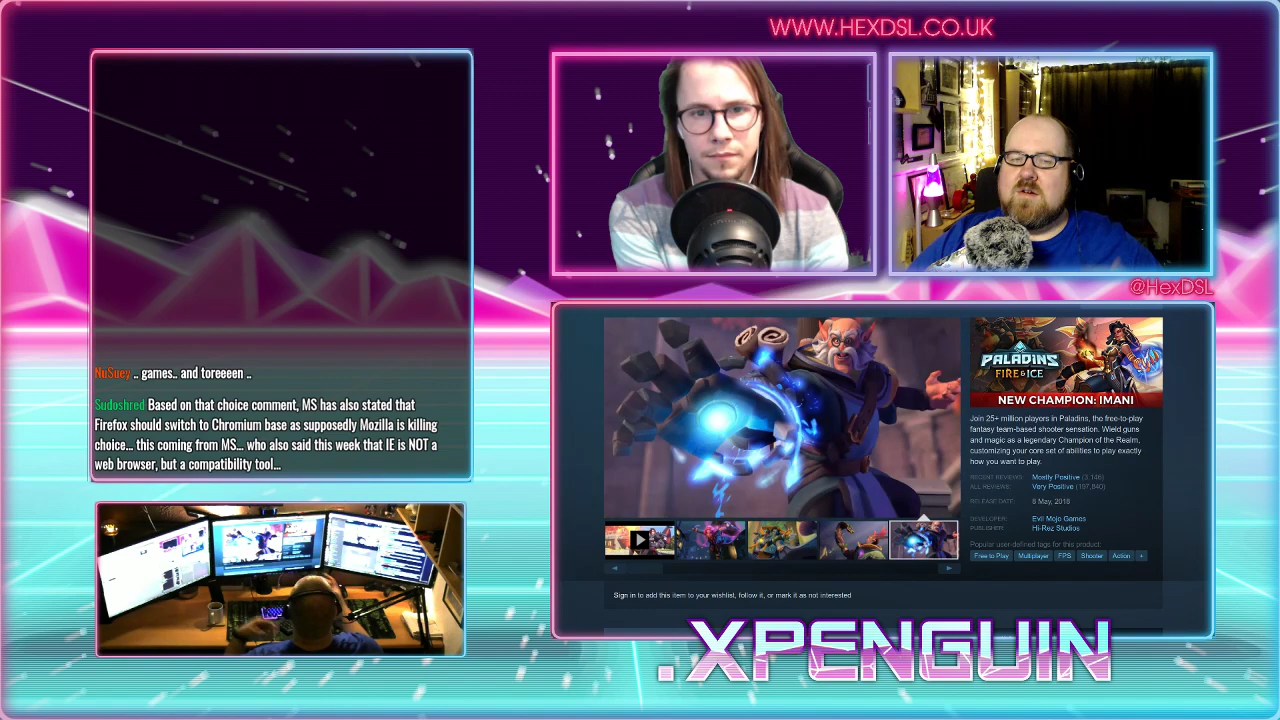 WWW.HEXDSL.CO.UK
NuSuey .. games.. and toreeeen ..
Sudoshred Based on that choice comment, MS has also stated that
Firefox should switch to Chromium base as supposedly Mozilla is killing
choice... this coming from MS... who also said this week that IE is NOT a
web browser, but a compatibility tool...
@HexDSL
PALADINS
FIRE & ICE
NEW CHAMPION: IMANI
Join 25+ million players in Paladins, the free-to-play
fantasy team-based shooter sensation. Wield guns
and magic as a legendary Champion of the Realm,
customizing your core set of abilities to play exactly
how you want to play.
RECENT REVIEWS: Mostly Positive (3,146)
ALL REVIEWS: Very Positive (187,840)
RELEASE DATE: 8 May, 2018
DEVELOPER: Evil Mojo Games
PUBLISHER: Hi-Rez Studios
Popular user-defined tags for this product:
Free to Play Multiplayer FPS Shooter Action +
Sign in to add this item to your wishlist, follow it, or mark it as not interested
.XPENGUIN